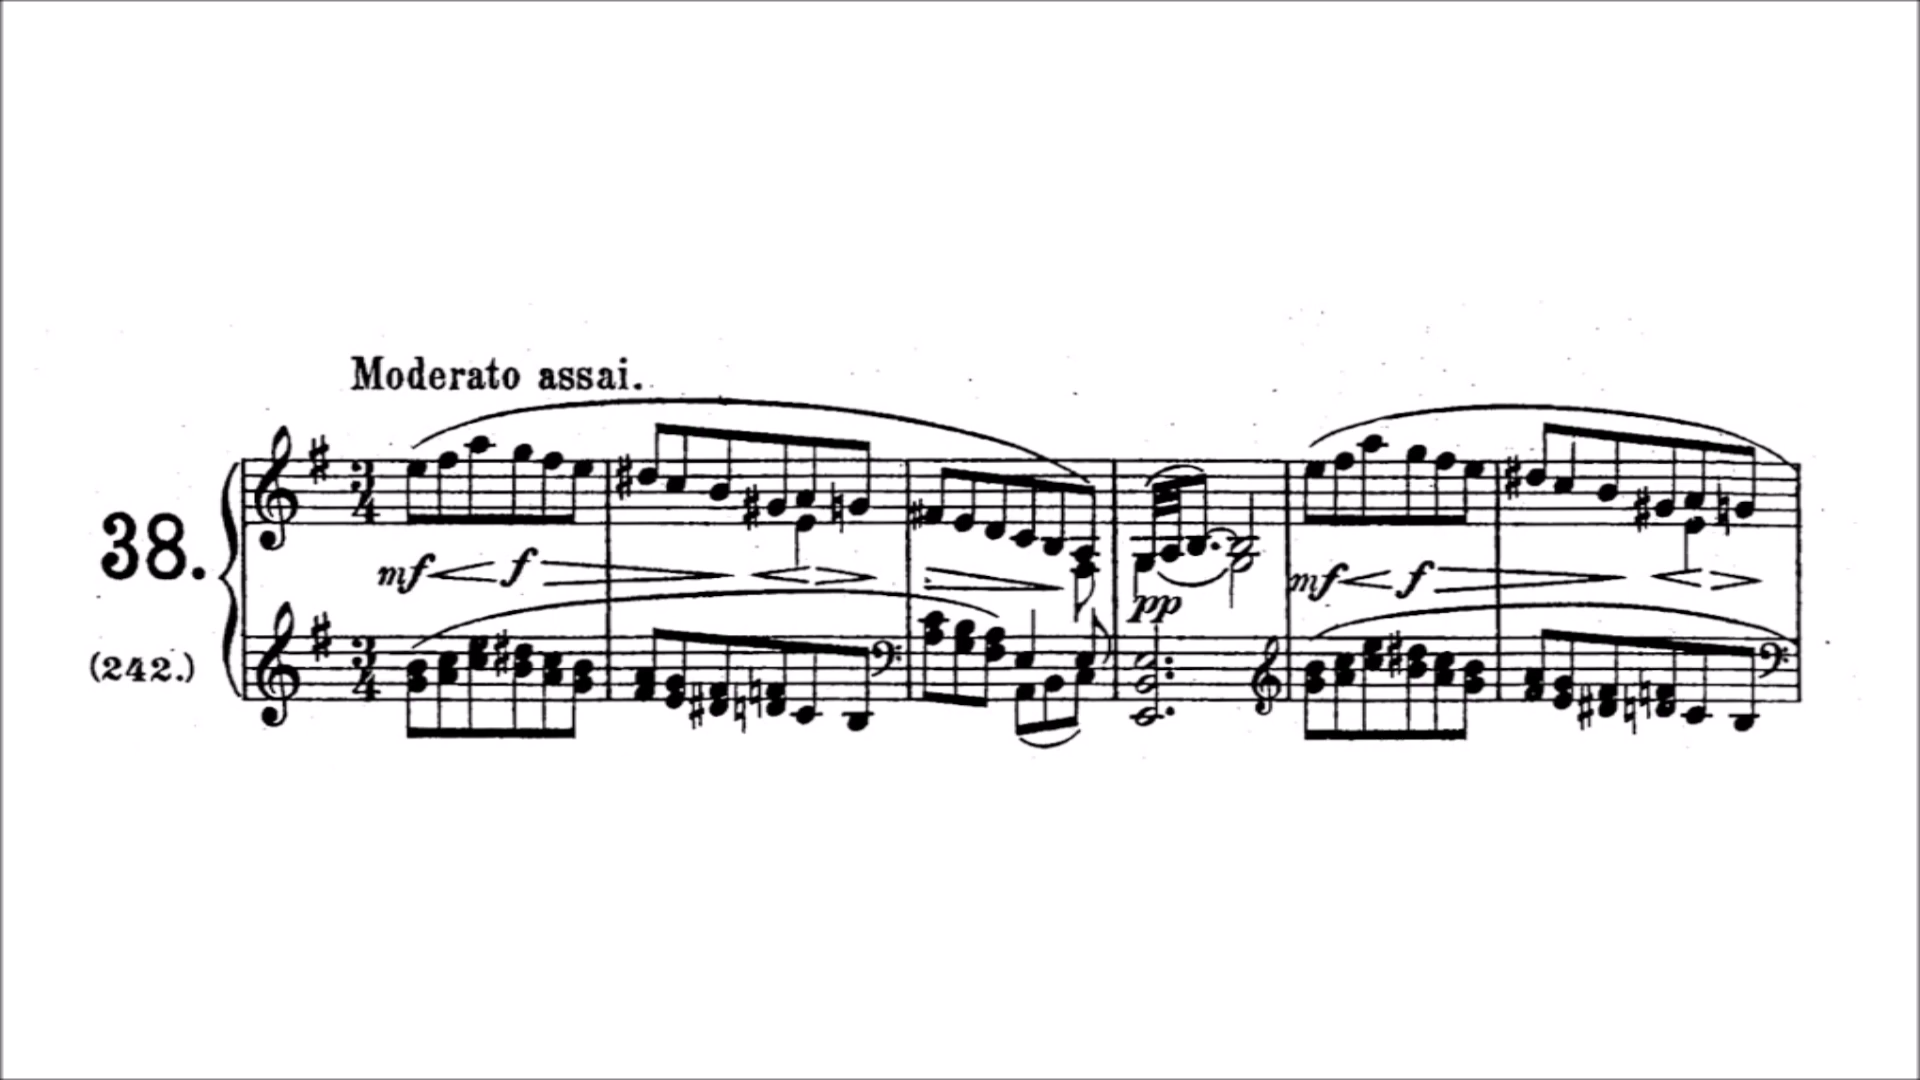 Moderato assai.
38.
mf f
pp
mf f
(242.)